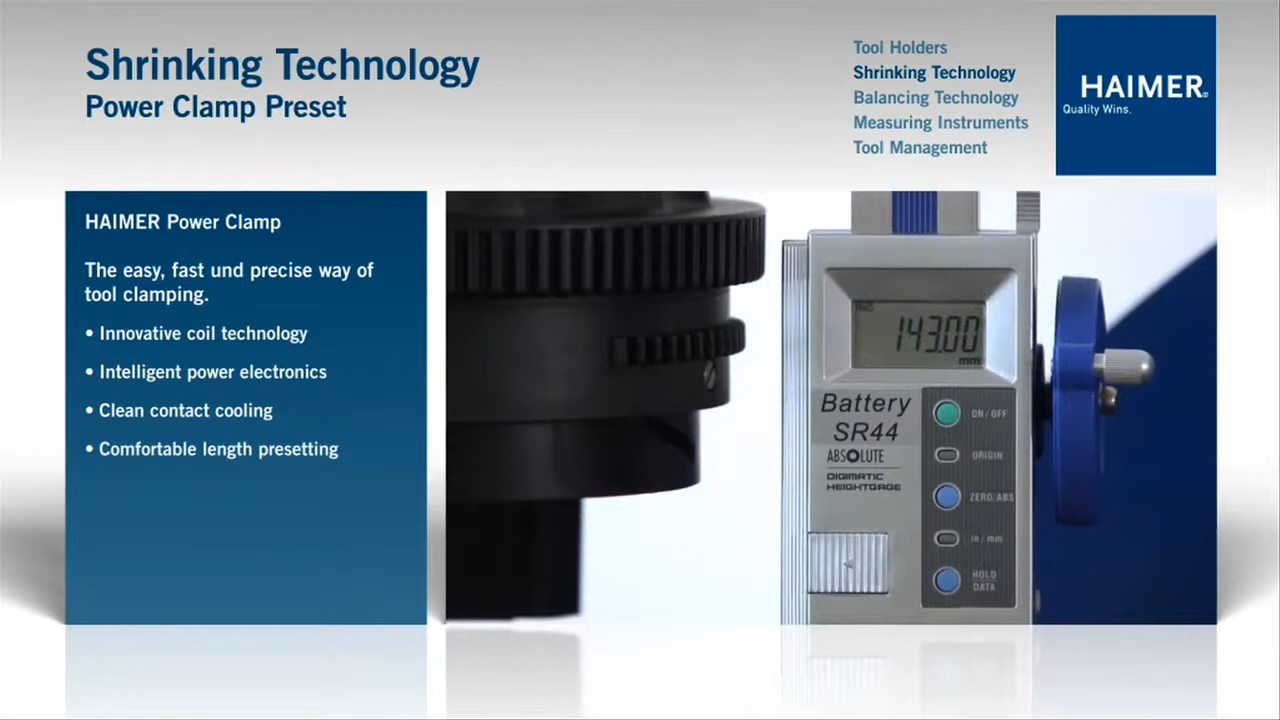 Shrinking Technology
Power Clamp Preset
Tool Holders
Shrinking Technology
Balancing Technology
Measuring Instruments
Tool Management
HAIMER®
Quality Wins.
HAIMER Power Clamp
The easy, fast und precise way of
tool clamping.
• Innovative coil technology
• Intelligent power electronics
• Clean contact cooling
• Comfortable length presetting
INC
143.00
mm
Battery
SR44
ABSOLUTE
DIGIMATIC
HEIGHTGAGE
ON / OFF
ORIGIN
ZERO/ABS
in / mm
HOLD
DATA